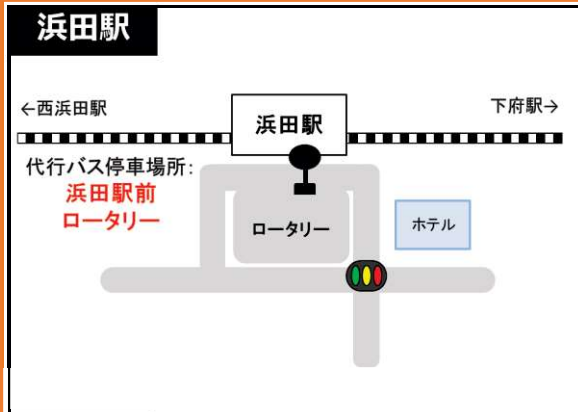 浜田駅
←西浜田駅
浜田駅
下府駅→
代行バス停車場所:
浜田駅前
ロータリー
ロータリー
ホテル